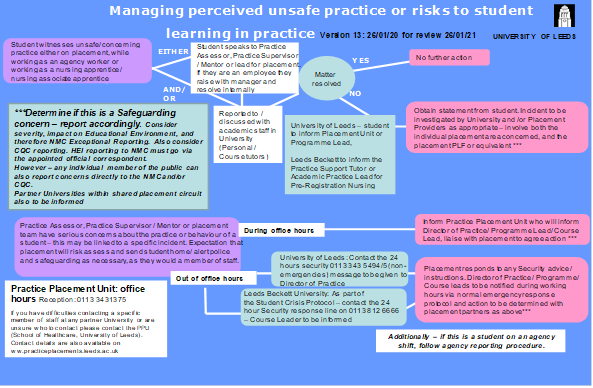 Managing perceived unsafe practice or risks to student
learning in practice Version 13: 26/01/20 for review 26/01/21
UNIVERSITY OF LEEDS
Student witnesses unsafe/concerning
practice either on placement, while
working as an agency worker or
working as a nursing apprentice/
nursing associate apprentice
EITHER
AND/
OR
Student speaks to Practice
Assessor, Practice Supervisor
/ Mentor or lead for placement,
if they are an employee they
raise with manager and
resolve internally
Reported to /
discussed with
academic staff in
University
(Personal /
Course tutors)
Matter
resolved
YES
NO
No further action
University of Leeds – student
to inform Placement Unit or
Programme Lead,
Leeds Beckett to inform the
Practice Support Tutor or
Academic Practice Lead for
Pre-Registration Nursing
Obtain statement from student. Incident to be
investigated by University and /or Placement
Providers as appropriate – involve both the
individual placement area concerned, and the
placement PLF or equivalent ***
***Determine if this is a Safeguarding
concern – report accordingly. Consider
severity, impact on Educational Environment, and
therefore NMC Exceptional Reporting. Also consider
CQC reporting. HEI reporting to NMC must go via
the appointed official correspondent.
However – any individual member of the public can
also report concerns directly to the NMC and/or
CQC.
Partner Universities within shared placement circuit
also to be informed
Practice Assessor, Practice Supervisor / Mentor or placement
team have serious concerns about the practice or behaviour of a
student – this may be linked to a specific incident. Expectation that
placement will risk assess and send student home/ alert police
and safeguarding as necessary, as they would a member of staff.
During office hours
Inform Practice Placement Unit who will inform
Director of Practice/ Programme Lead/ Course
Lead, liaise with placement to agree action ***
Out of office hours
University of Leeds: Contact the 24
hours security 0113 343 5494/5 (non-
emergencies) message to be given to
Director of Practice
Leeds Beckett University: As part of
the Student Crisis Protocol – contact the 24
hour Security response line on 0113 812 6666
– Course Leader to be informed
Placement responds to any Security advice /
instructions. Director of Practice/ Programme/
Course leads to be notified during working
hours via normal emergency response
protocol and action to be determined with
placement partners as above***
Practice Placement Unit: office
hours Reception: 0113 3431375
If you have difficulties contacting a specific
member of staff at any partner University or are
unsure who to contact please contact the PPU
(School of Healthcare, University of Leeds).
Contact details are also available on
www.practiceplacements.leeds.ac.uk
Additionally – if this is a student on an agency
shift, follow agency reporting procedure.